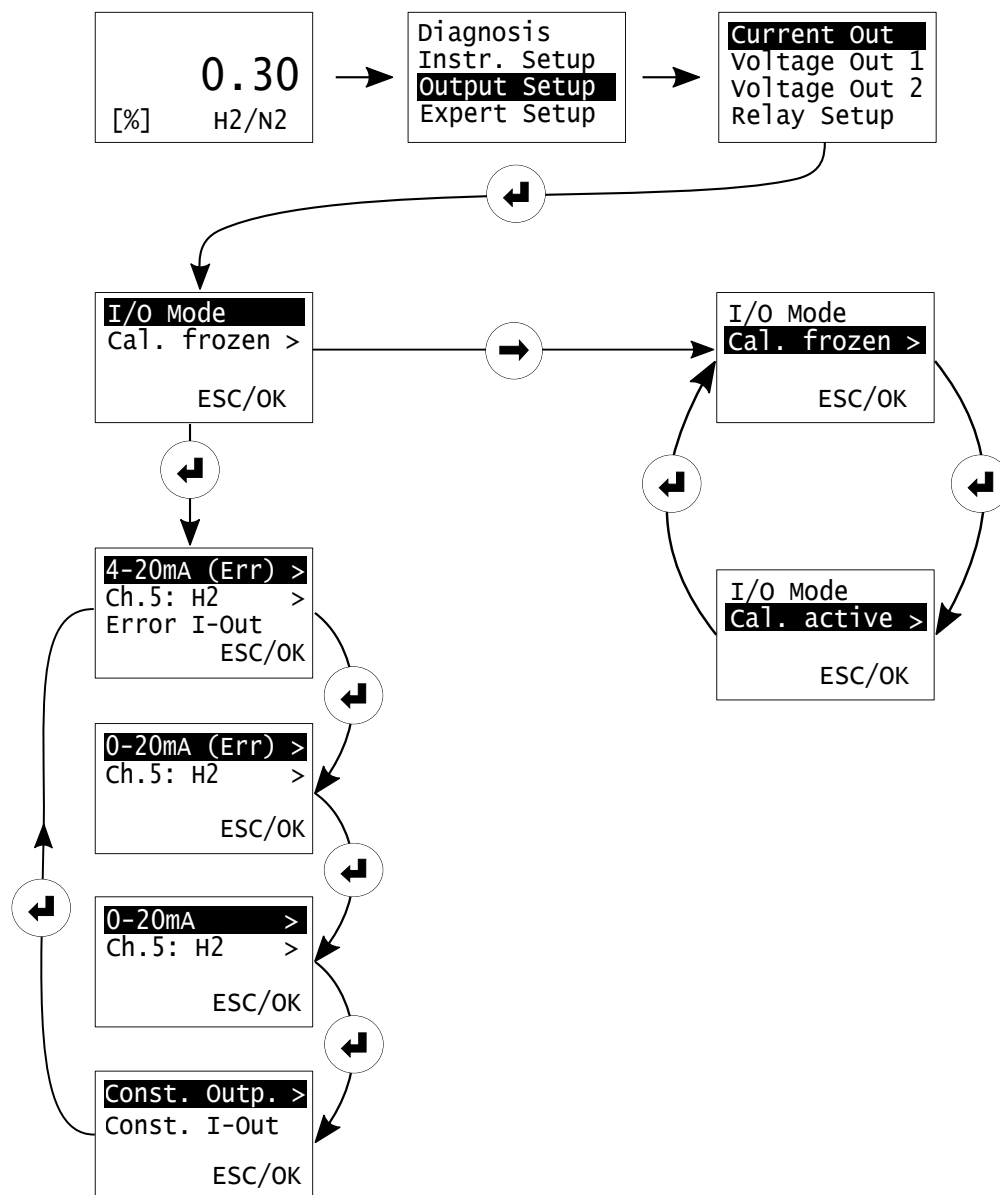 0.30
[%] H2/N2
Diagnosis
Instr. Setup
Output Setup
Expert Setup
Current Out
Voltage Out 1
Voltage Out 2
Relay Setup
I/O Mode
Cal. frozen >
ESC/OK
I/O Mode
Cal. frozen >
ESC/OK
4-20mA (Err) >
Ch.5: H2 >
Error I-Out
ESC/OK
I/O Mode
Cal. active >
ESC/OK
0-20mA (Err) >
Ch.5: H2 >
ESC/OK
0-20mA >
Ch.5: H2 >
ESC/OK
Const. Outp. >
Const. I-Out
ESC/OK